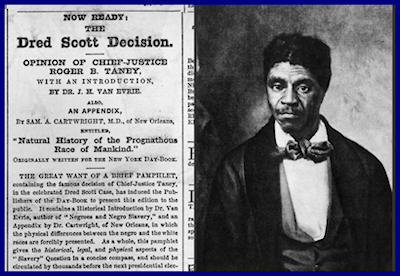 NOW READY:
THE
Dred Scott Decision.
OPINION OF CHIEF-JUSTICE
ROGER B. TANEY,
WITH AN INTRODUCTION,
BY DR. J. H. VAN EVRIE.
ALSO,
AN APPENDIX,
BY SAM. A. CARTWRIGHT, M.D., of New Orleans,
ENTITLED,
"Natural History of the Prognathous
Race of Mankind."
ORIGINALLY WRITTEN FOR THE NEW YORK DAY-BOOK.
THE GREAT WANT OF A BRIEF PAMPHLET,
containing the famous decision of Chief-Justice Taney,
in the celebrated Dred Scott Case, has induced the Pub-
lishers of the DAY-BOOK to present this edition to the
public. It contains a Historical Introduction by Dr. Van
Evrie, author of "Negroes and Negro Slavery," and an
Appendix by Dr. Cartwright, of New Orleans, in which
the physical differences between the negro and the white
races are forcibly presented. As a whole, this pamphlet
gives the historical, legal, and physical aspects of the
"Slavery" Question in a concise compass, and should be
circulated by thousands before the next presidential elec-